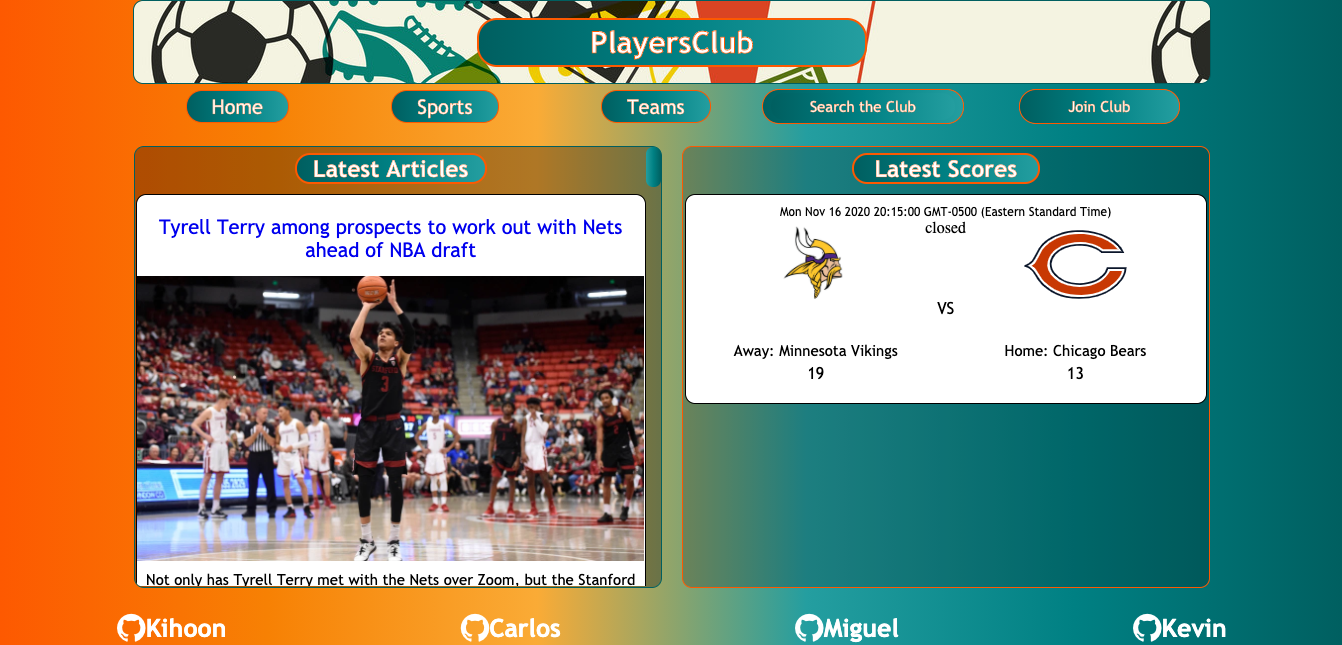 PlayersClub
Home
Sports
Teams
Search the Club
Join Club
Latest Articles
Tyrell Terry among prospects to work out with Nets
ahead of NBA draft
3
Not only has Tyrell Terry met with the Nets over Zoom, but the Stanford
Latest Scores
Mon Nov 16 2020 20:15:00 GMT-0500 (Eastern Standard Time)
closed
VS
Away: Minnesota Vikings
19
Home: Chicago Bears
13
Kihoon
Carlos
Miguel
Kevin